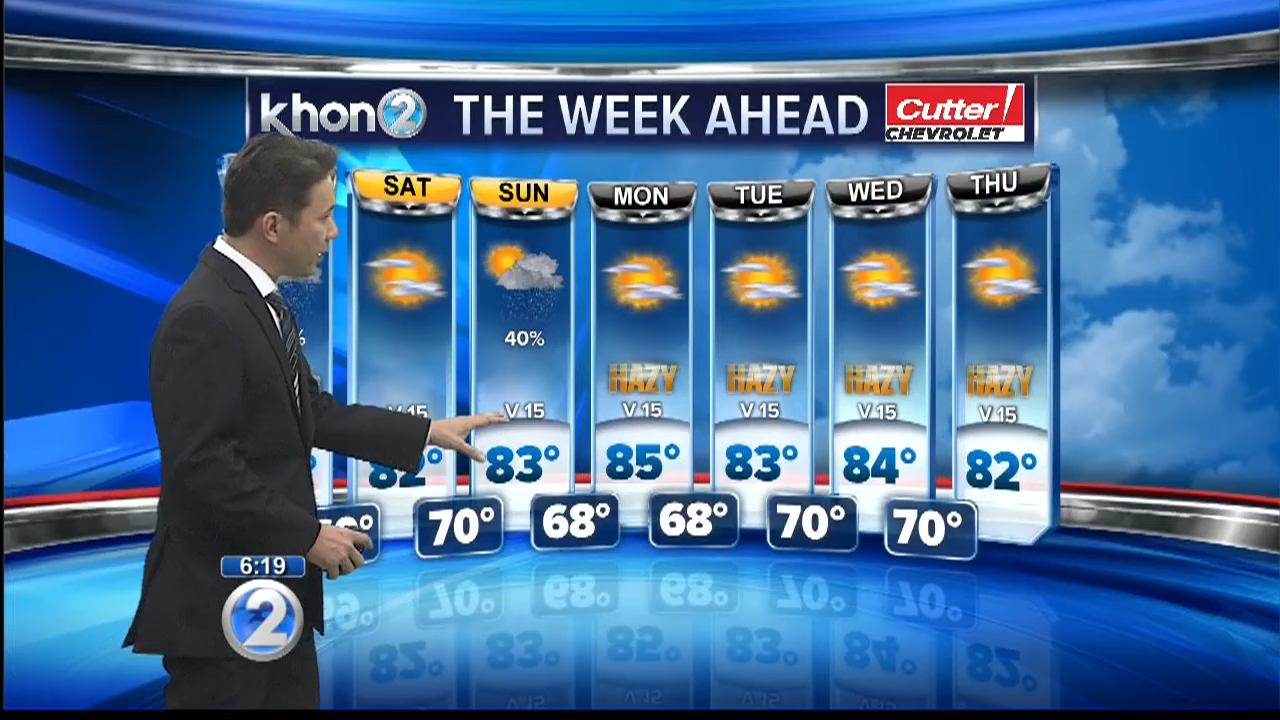 khon2 THE WEEK AHEAD Cutter!
CHEVROLET
SAT SUN MON TUE WED THU
40%
HAZY HAZY HAZY HAZY
V 15 V 15 V 15 V 15 V 15 V 15
82° 83° 85° 83° 84° 82°
70° 68° 68° 70° 70°
6:19
2